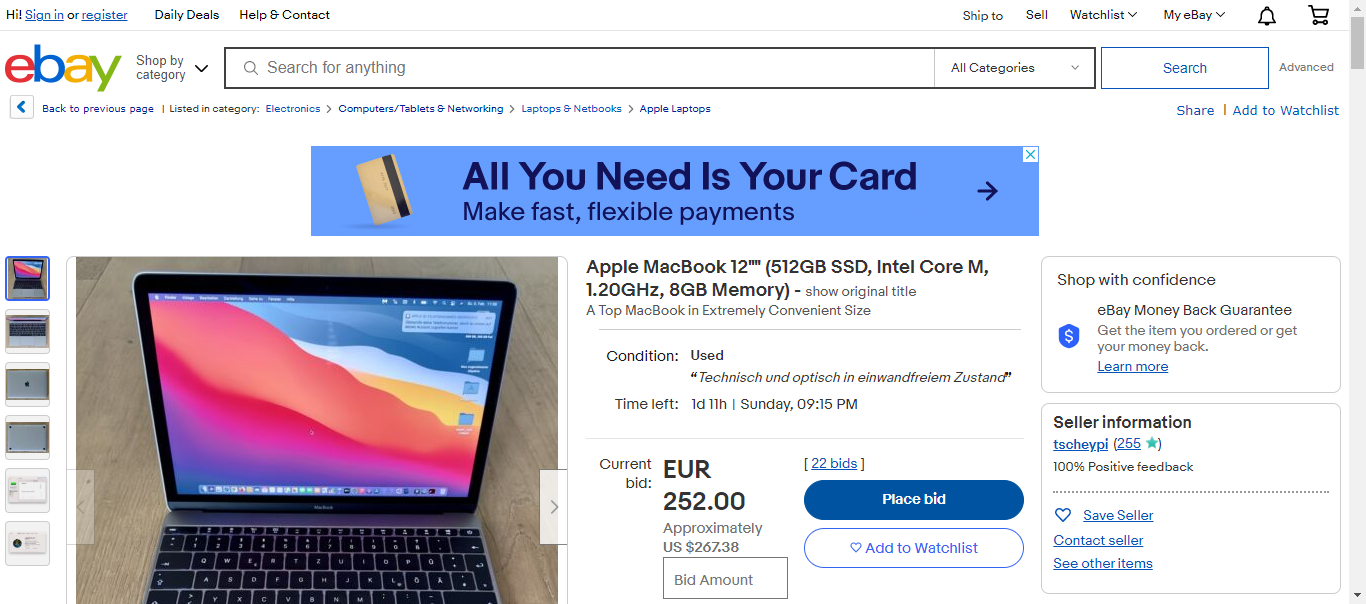 Hi! Sign in or register
Daily Deals
Help & Contact
Ship to
Sell
Watchlist
My eBay
ebay
Shop by
category
Search for anything
All Categories
Search
Advanced
Back to previous page | Listed in category: Electronics > Computers/Tablets & Networking > Laptops & Netbooks > Apple Laptops
Share | Add to Watchlist
All You Need Is Your Card
Make fast, flexible payments
Apple MacBook 12"" (512GB SSD, Intel Core M,
1.20GHz, 8GB Memory) - show original title
A Top MacBook in Extremely Convenient Size
Condition: Used
“Technisch und optisch in einwandfreiem Zustand”
Time left: 1d 11h | Sunday, 09:15 PM
Current
bid:
EUR
252.00
Approximately
US $267.38
Bid Amount
[ 22 bids ]
Place bid
Add to Watchlist
Shop with confidence
eBay Money Back Guarantee
Get the item you ordered or get
your money back.
Learn more
Seller information
tscheypi (255)
100% Positive feedback
Save Seller
Contact seller
See other items
MacBook